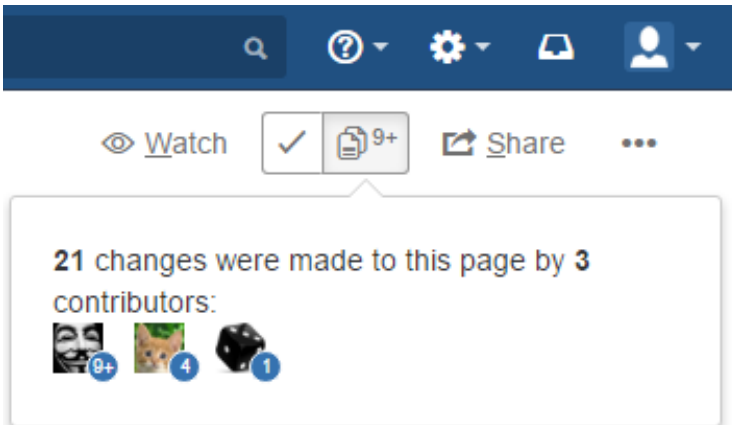 Watch 9+ Share
21 changes were made to this page by 3
contributors:
9+ 4 1